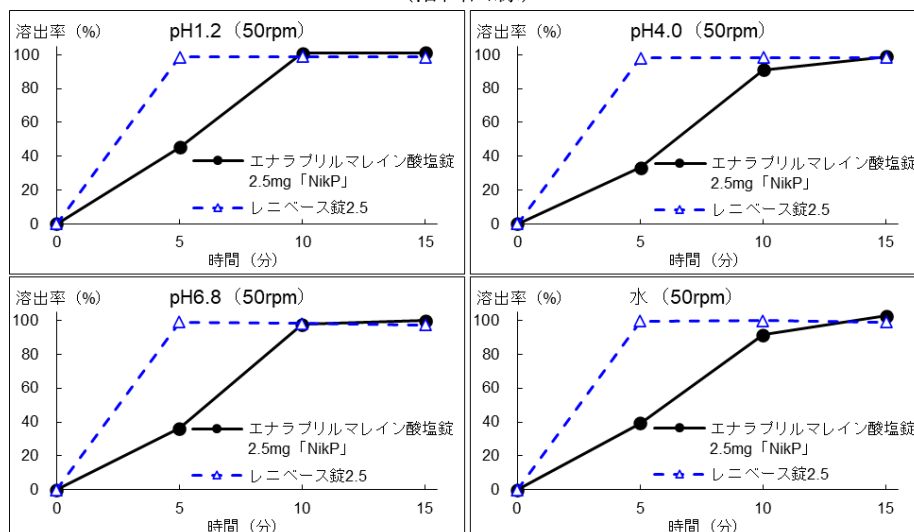 溶出率 (%)
pH1.2 (50rpm)
100
80
60
40
20
0
エナラプリルマレイン酸塩錠
2.5mg「NikP」
レニベース錠2.5
0
5
10
15
時間 (分)
溶出率 (%)
pH4.0 (50rpm)
100
80
60
40
20
0
エナラプリルマレイン酸塩錠
2.5mg「NikP」
レニベース錠2.5
0
5
10
15
時間 (分)
溶出率 (%)
pH6.8 (50rpm)
100
80
60
40
20
0
エナラプリルマレイン酸塩錠
2.5mg「NikP」
レニベース錠2.5
0
5
10
15
時間 (分)
溶出率 (%)
水 (50rpm)
100
80
60
40
20
0
エナラプリルマレイン酸塩錠
2.5mg「NikP」
レニベース錠2.5
0
5
10
15
時間 (分)